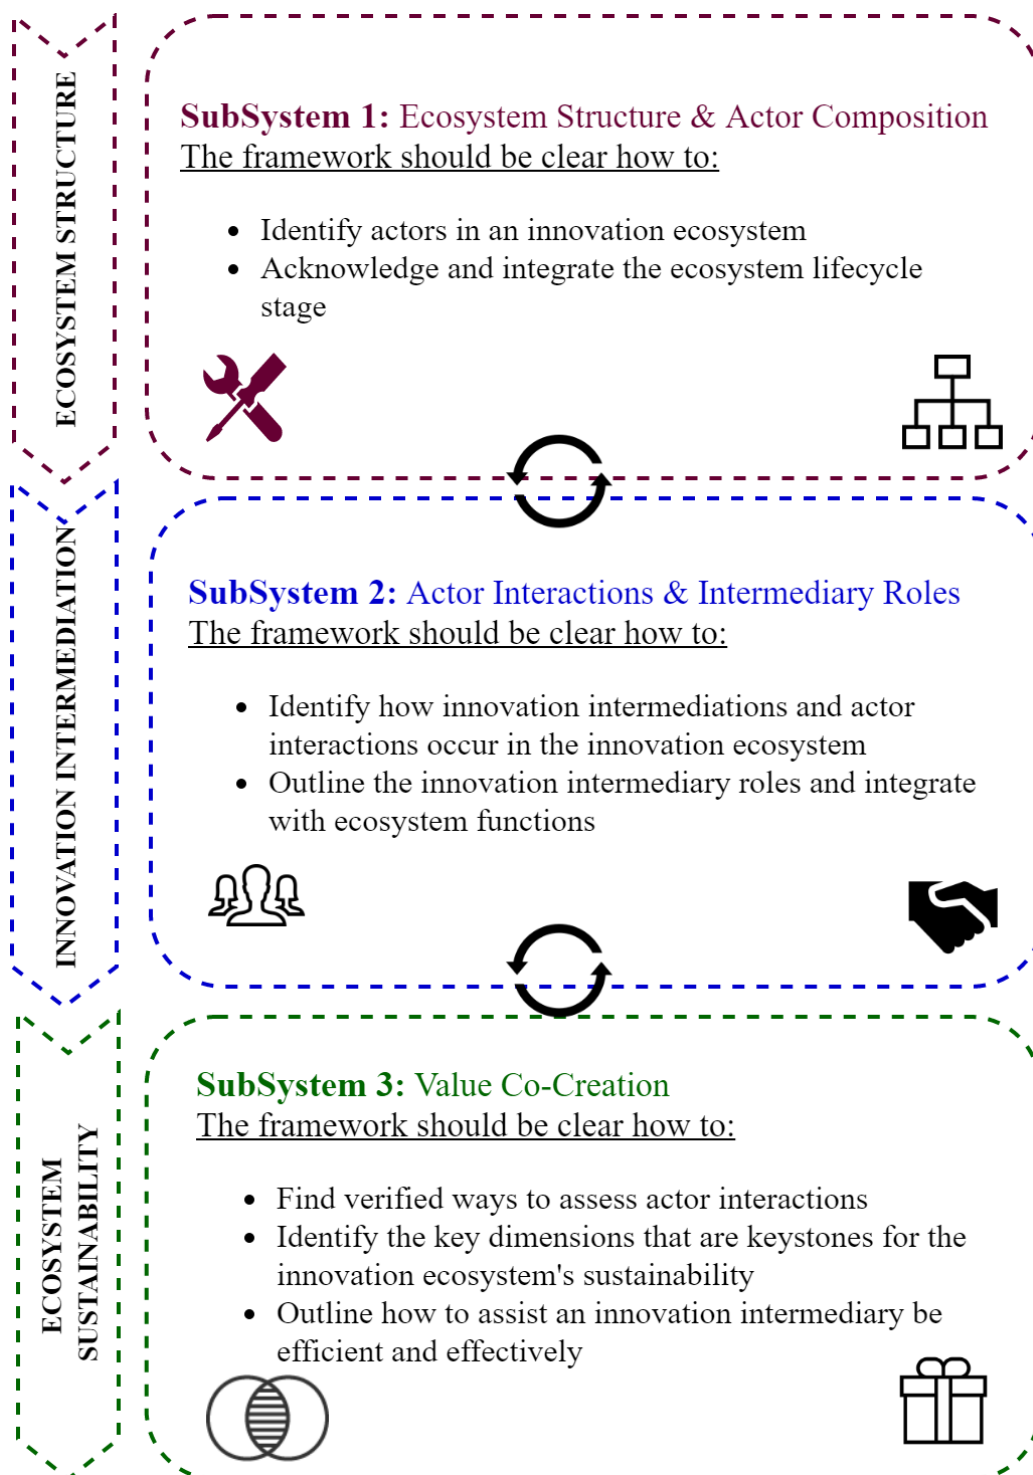 ECOSYSTEM STRUCTURE
SubSystem 1: Ecosystem Structure & Actor Composition
The framework should be clear how to:
• Identify actors in an innovation ecosystem
• Acknowledge and integrate the ecosystem lifecycle
stage
INNOVATION INTERMEDIATION
SubSystem 2: Actor Interactions & Intermediary Roles
The framework should be clear how to:
• Identify how innovation intermediations and actor
interactions occur in the innovation ecosystem
• Outline the innovation intermediary roles and integrate
with ecosystem functions
ECOSYSTEM
SUSTAINABILITY
SubSystem 3: Value Co-Creation
The framework should be clear how to:
• Find verified ways to assess actor interactions
• Identify the key dimensions that are keystones for the
innovation ecosystem's sustainability
• Outline how to assist an innovation intermediary be
efficient and effectively